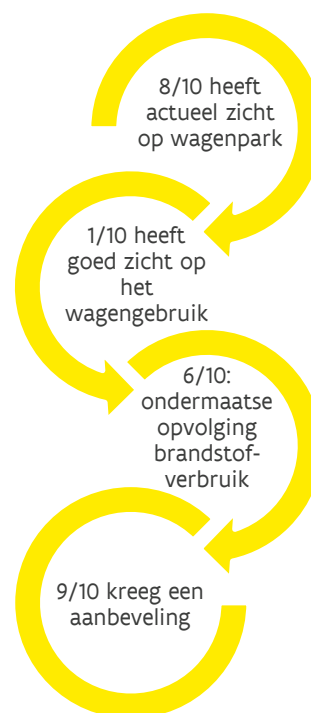 8/10 heeft
actueel zicht
op wagenpark
1/10 heeft
goed zicht op
het
wagengebruik
6/10:
ondermaatse
opvolging
brandstof-
verbruik
9/10 kreeg een
aanbeveling